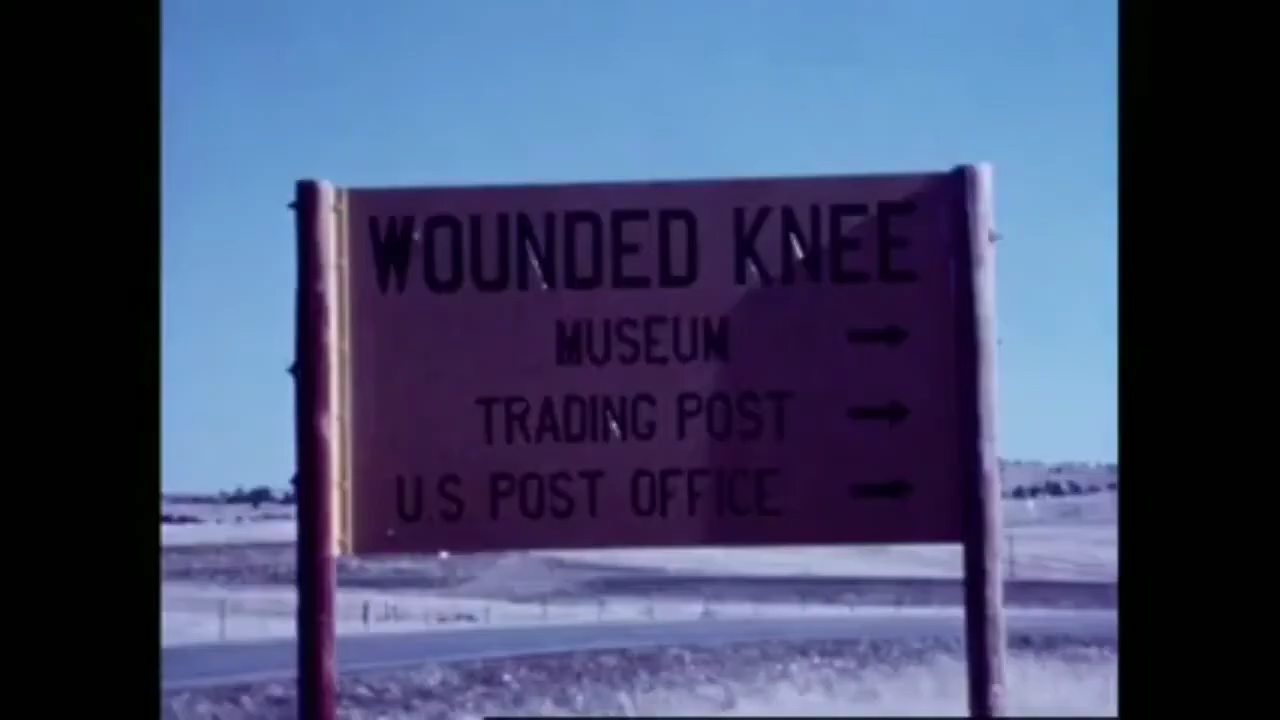 WOUNDED KNEE
MUSEUM →
TRADING POST →
U.S POST OFFICE →